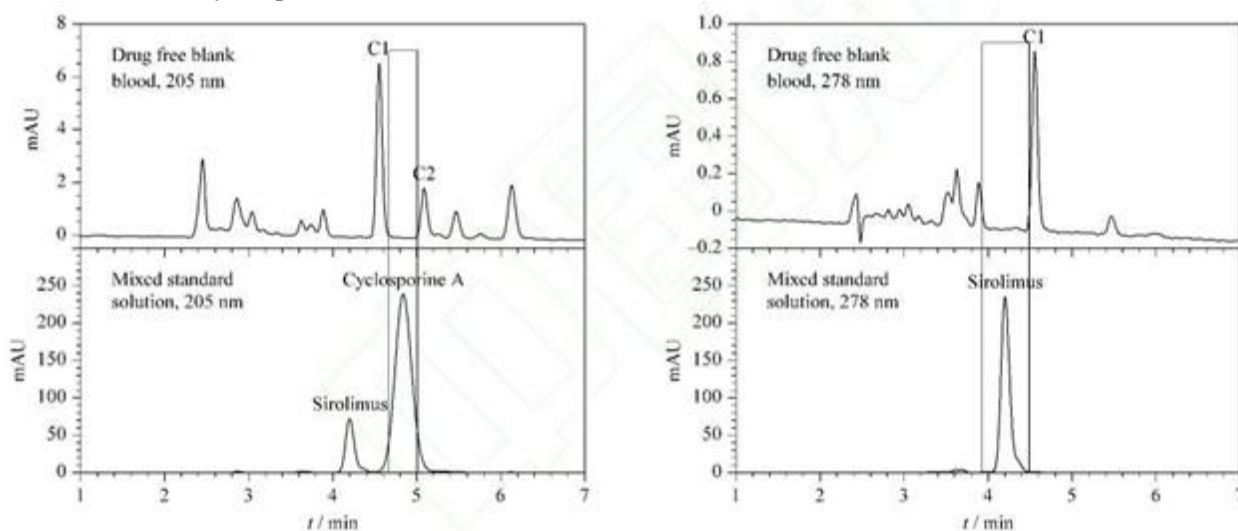 8
6
4
2
0
mAU
Drug free blank
blood, 205 nm
C1
C2
250
200
150
100
50
0
mAU
Mixed standard
solution, 205 nm
Cyclosporine A
Sirolimus
1
2
3
4
5
6
7
t / min
1.0
0.8
0.6
0.4
0.2
0
-0.2
mAU
Drug free blank
blood, 278 nm
C1
250
200
150
100
50
0
mAU
Mixed standard
solution, 278 nm
Sirolimus
1
2
3
4
5
6
7
t / min